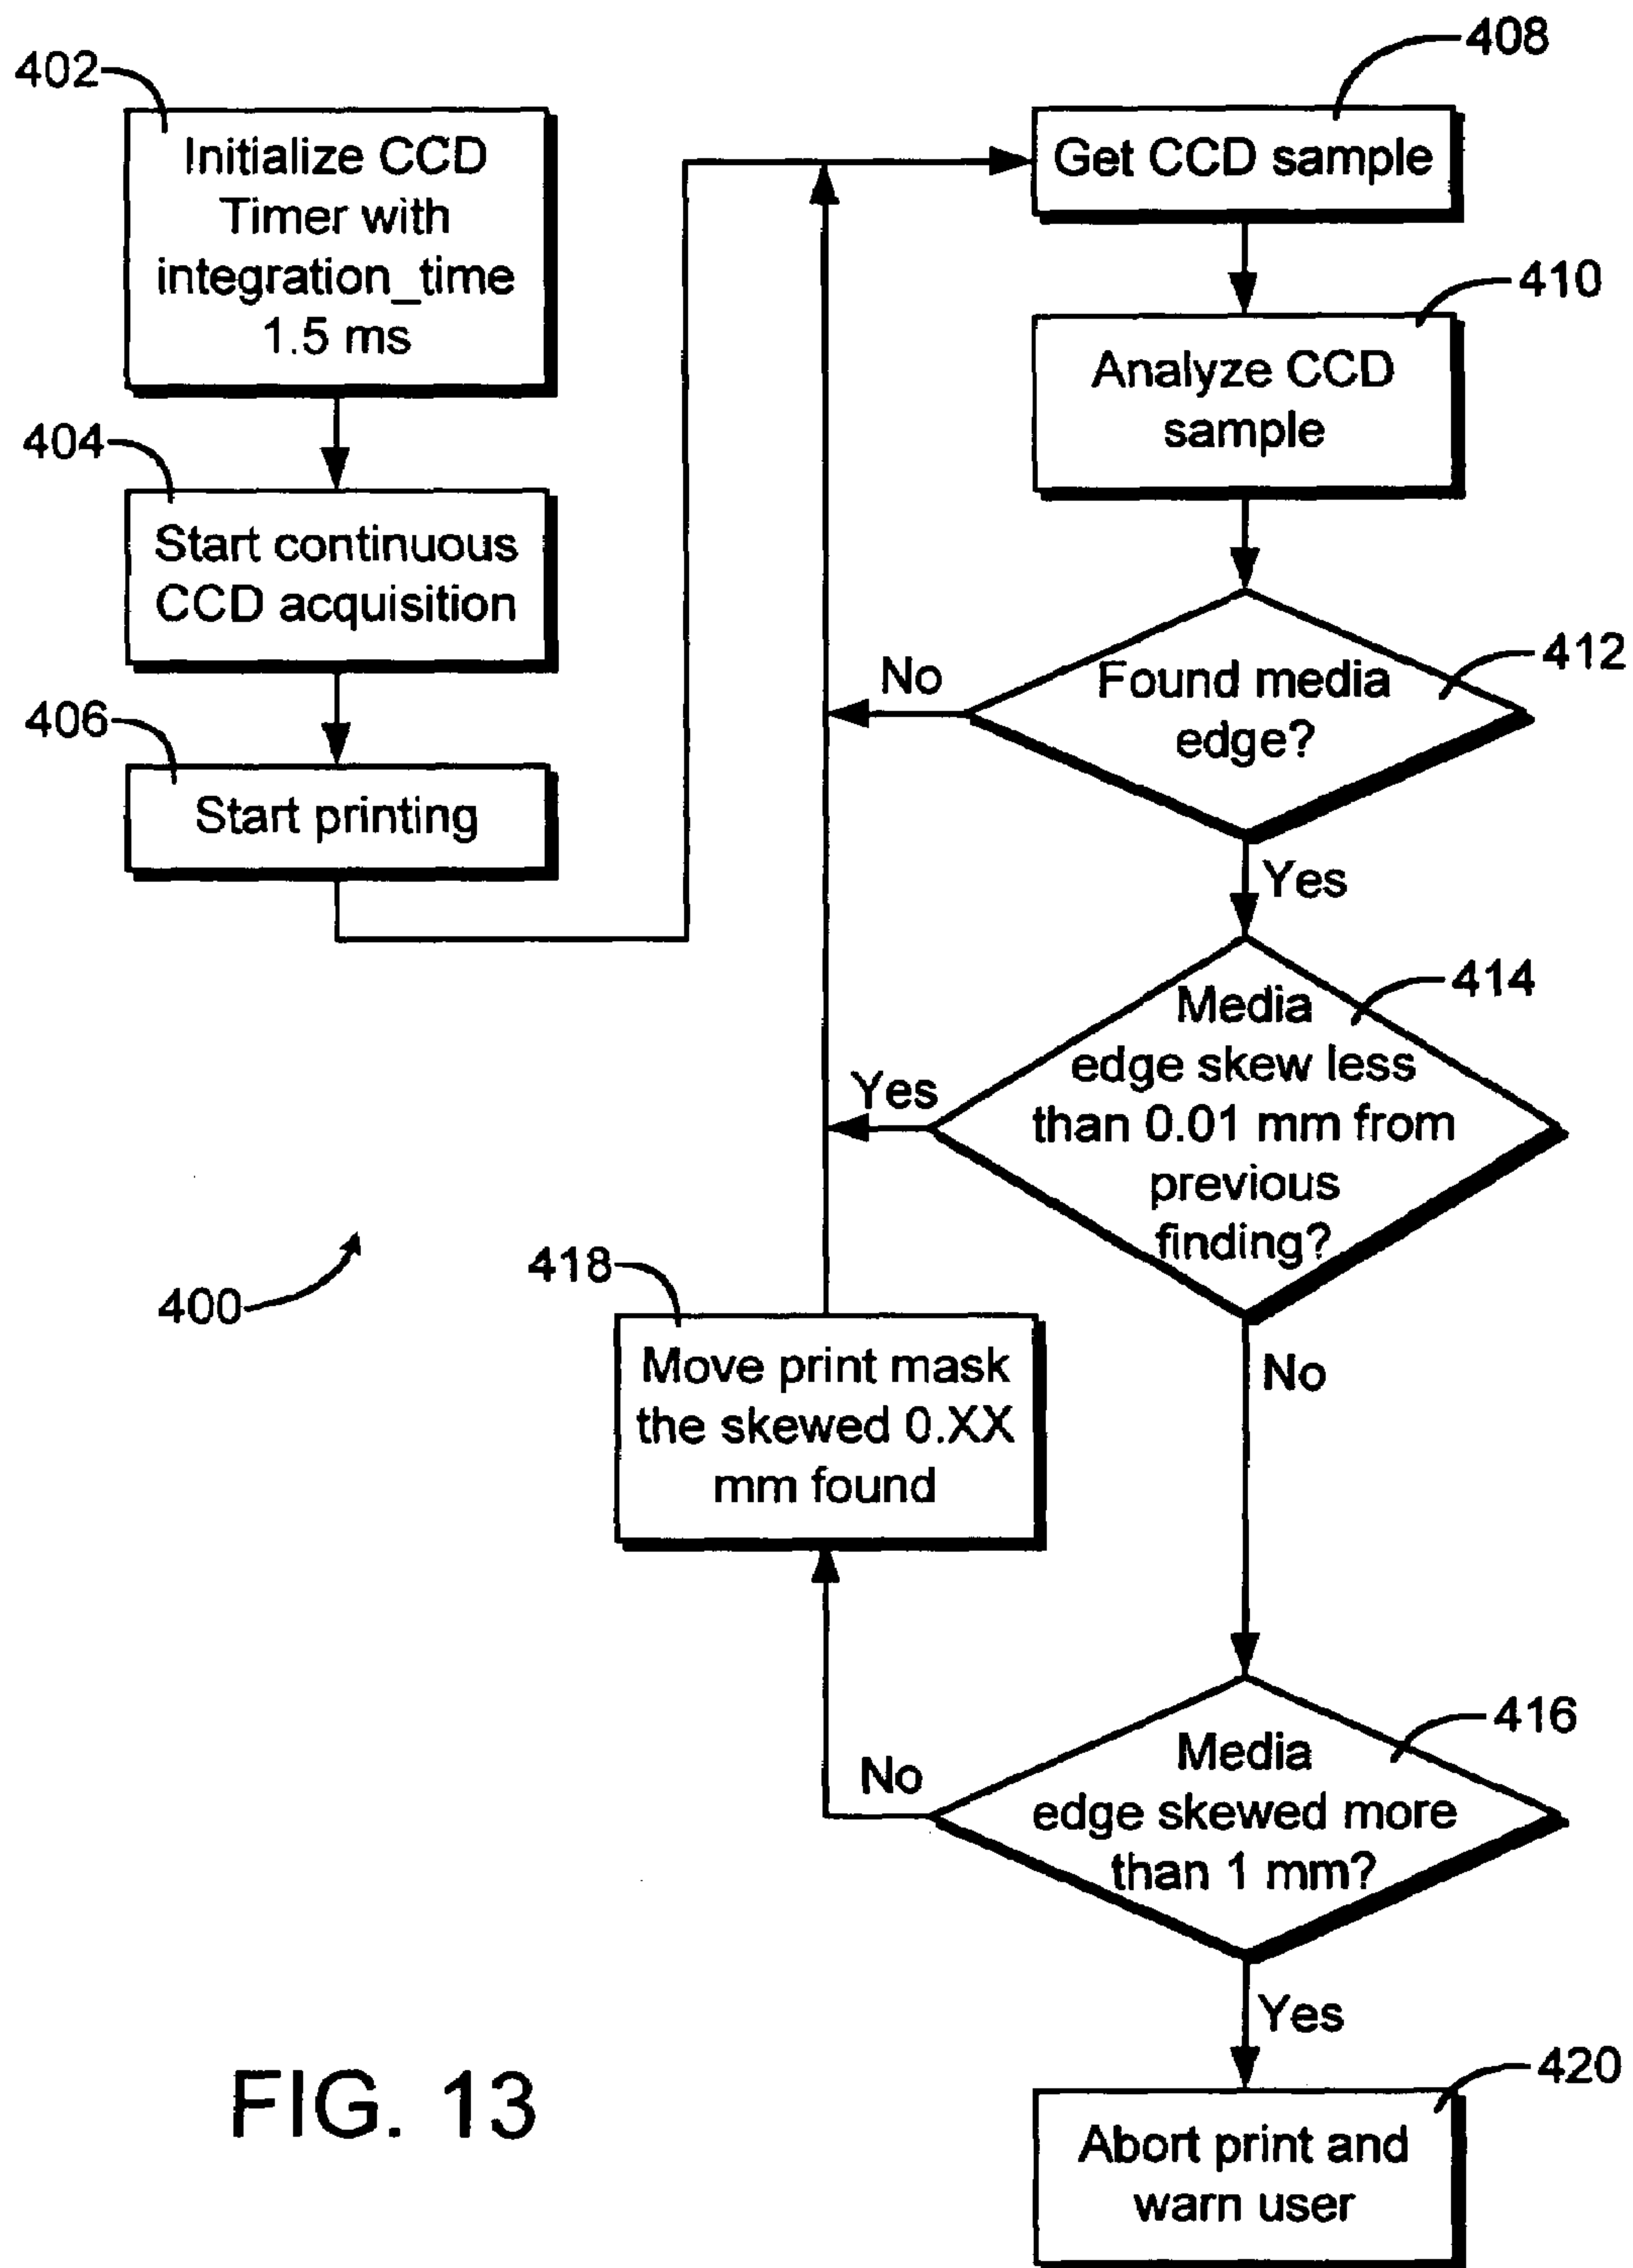 402
Initialize CCD
Timer with
integration_time
1.5 ms
404
Start continuous
CCD acquisition
406
Start printing
408
Get CCD sample
410
Analyze CCD
sample
412
Found media
edge?
No
Yes
414
Media
edge skew less
than 0.01 mm from
previous
finding?
Yes
No
418
Move print mask
the skewed 0.XX
mm found
400
416
Media
edge skewed more
than 1 mm?
No
Yes
420
Abort print and
warn user
FIG. 13